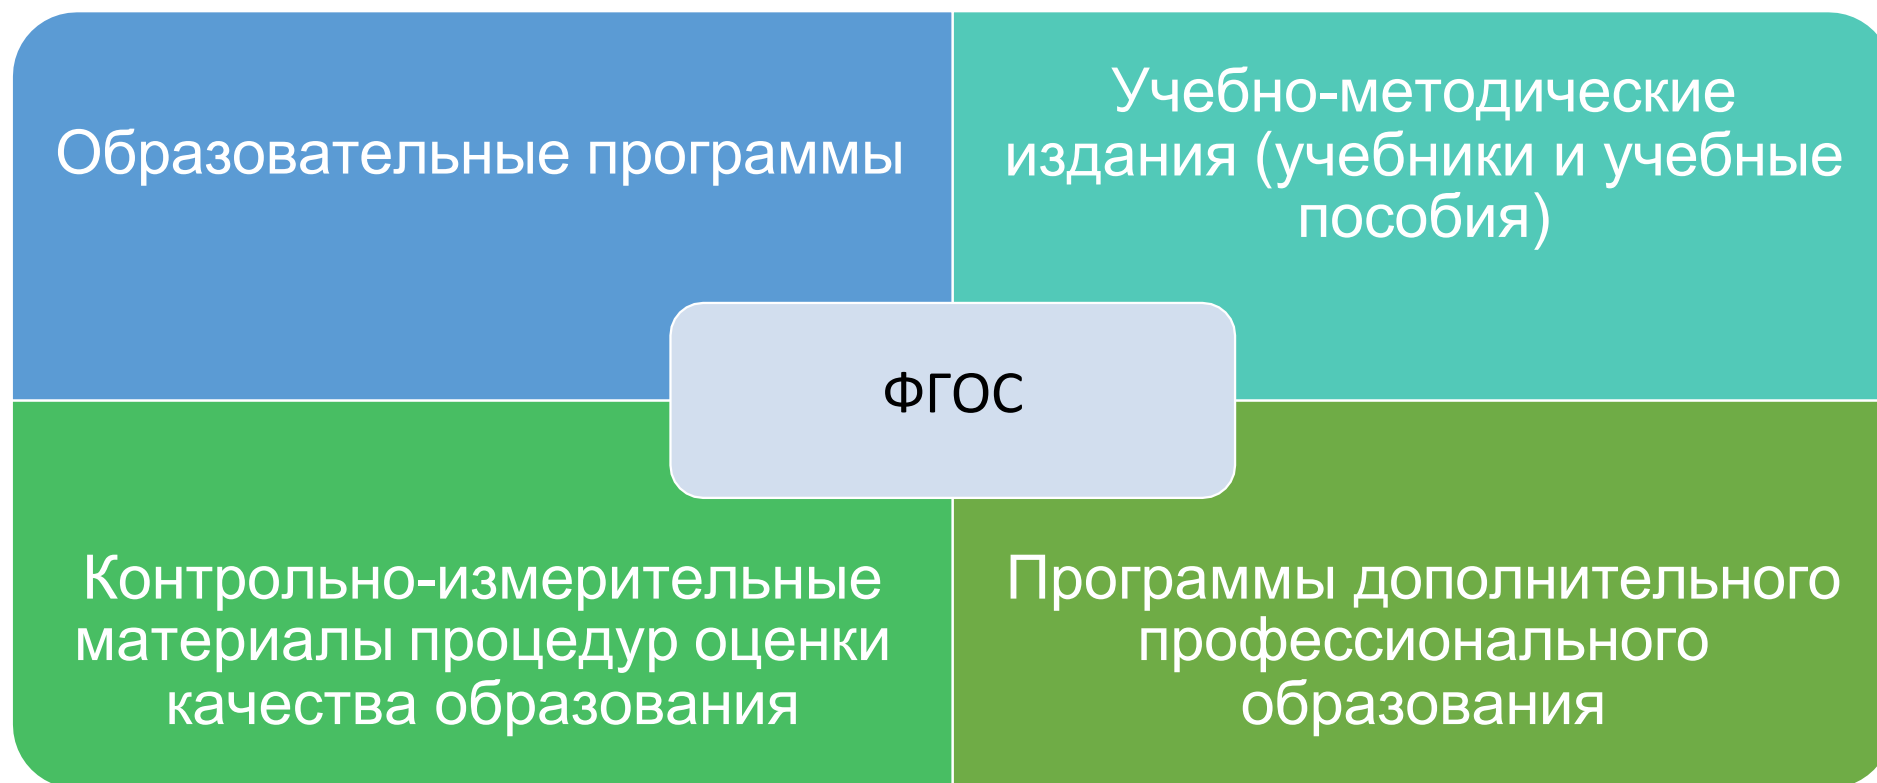 Образовательные программы
Учебно-методические
издания (учебники и учебные
пособия)
ФГОС
Контрольно-измерительные
материалы процедур оценки
качества образования
Программы дополнительного
профессионального
образования